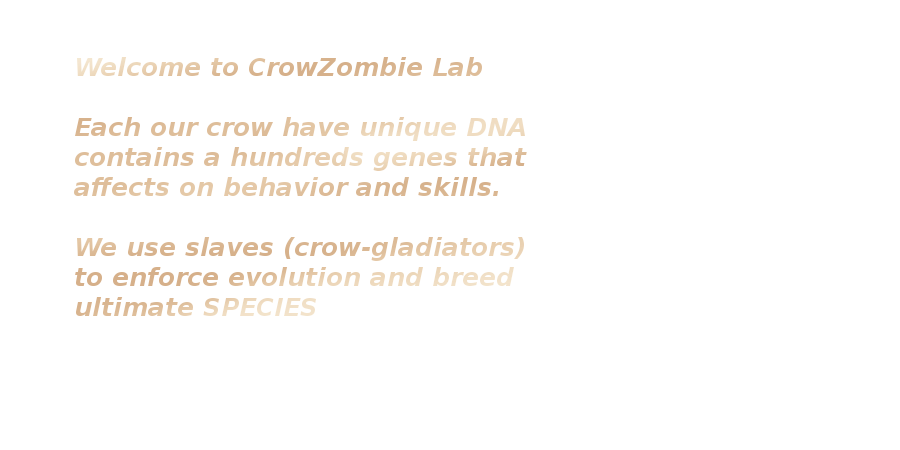 Welcome to CrowZombie Lab
Each our crow have unique DNA
contains a hundreds genes that
affects on behavior and skills.
We use slaves (crow-gladiators)
to enforce evolution and breed
ultimate SPECIES